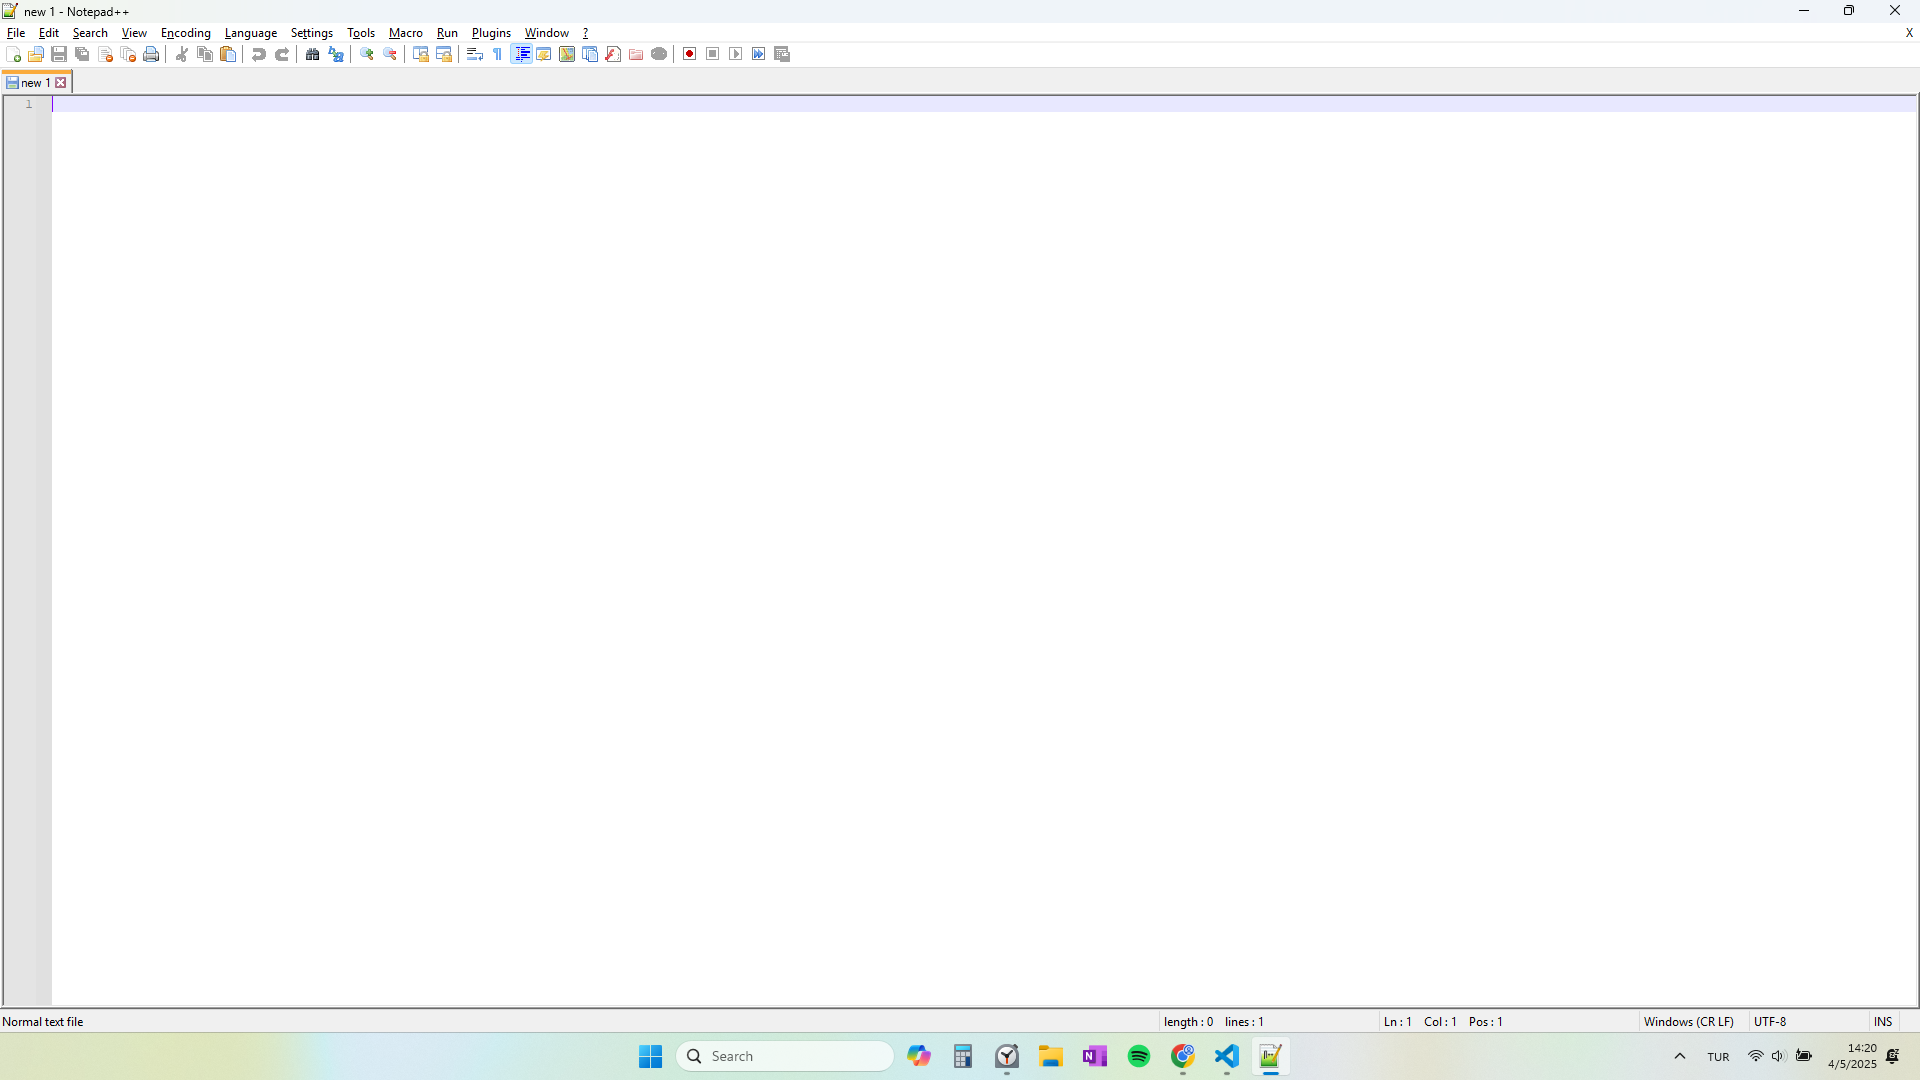 new 1 - Notepad++
File Edit Search View Encoding Language Settings Tools Macro Run Plugins Window ? X
new 1
1
Normal text file length : 0 lines : 1 Ln : 1 Col : 1 Pos : 1 Windows (CR LF) UTF-8 INS
Search TUR 14:20
4/5/2025